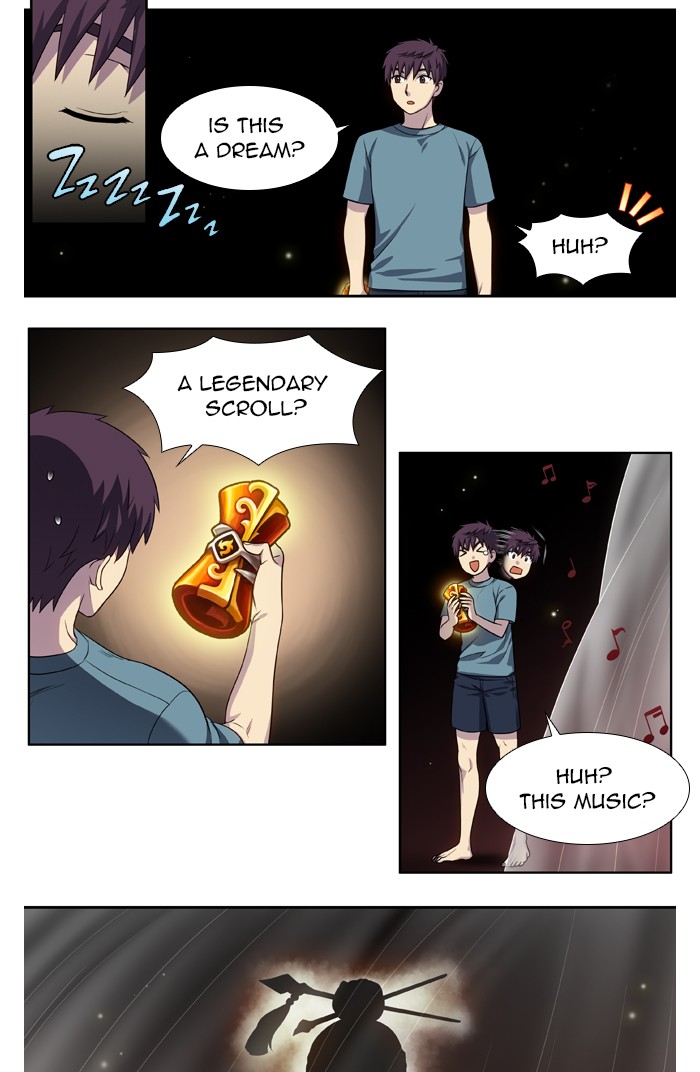 ZzzZZzz
IS THIS
A DREAM?
HUH?
A LEGENDARY
SCROLL?
HUH?
THIS MUSIC?